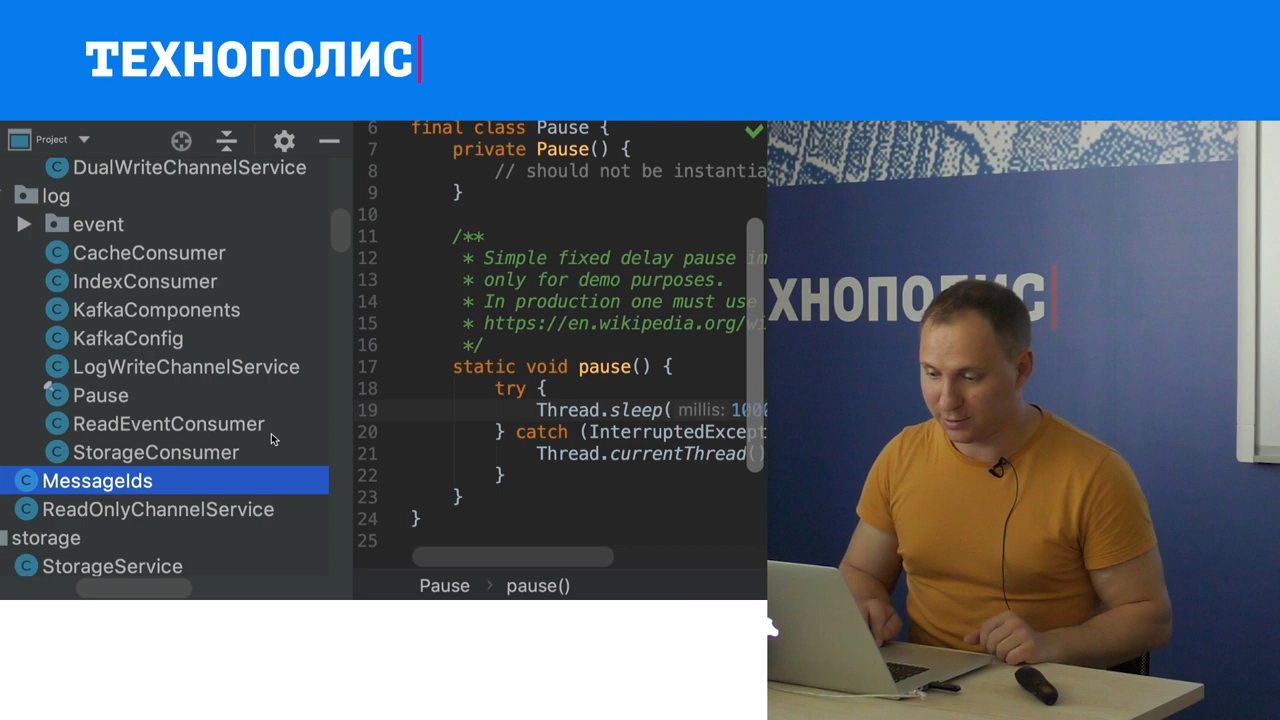 ТЕХНОПОЛИС
Project
DualWriteChannelService
log
event
CacheConsumer
IndexConsumer
KafkaComponents
KafkaConfig
LogWriteChannelService
Pause
ReadEventConsumer
StorageConsumer
MessageIds
ReadOnlyChannelService
storage
StorageService
6 final class Pause {
7 private Pause() {
8 // should not be instantia
9 }
10
11 /**
12 * Simple fixed delay pause im
13 * only for demo purposes.
14 * In production one must use
15 * https://en.wikipedia.org/wi
16 */
17 static void pause() {
18 try {
19 Thread.sleep( millis: 1000
20 } catch (InterruptedExcept
21 Thread.currentThread()
22 }
23 }
24 }
25
Pause > pause()
ХНОПОЛИС